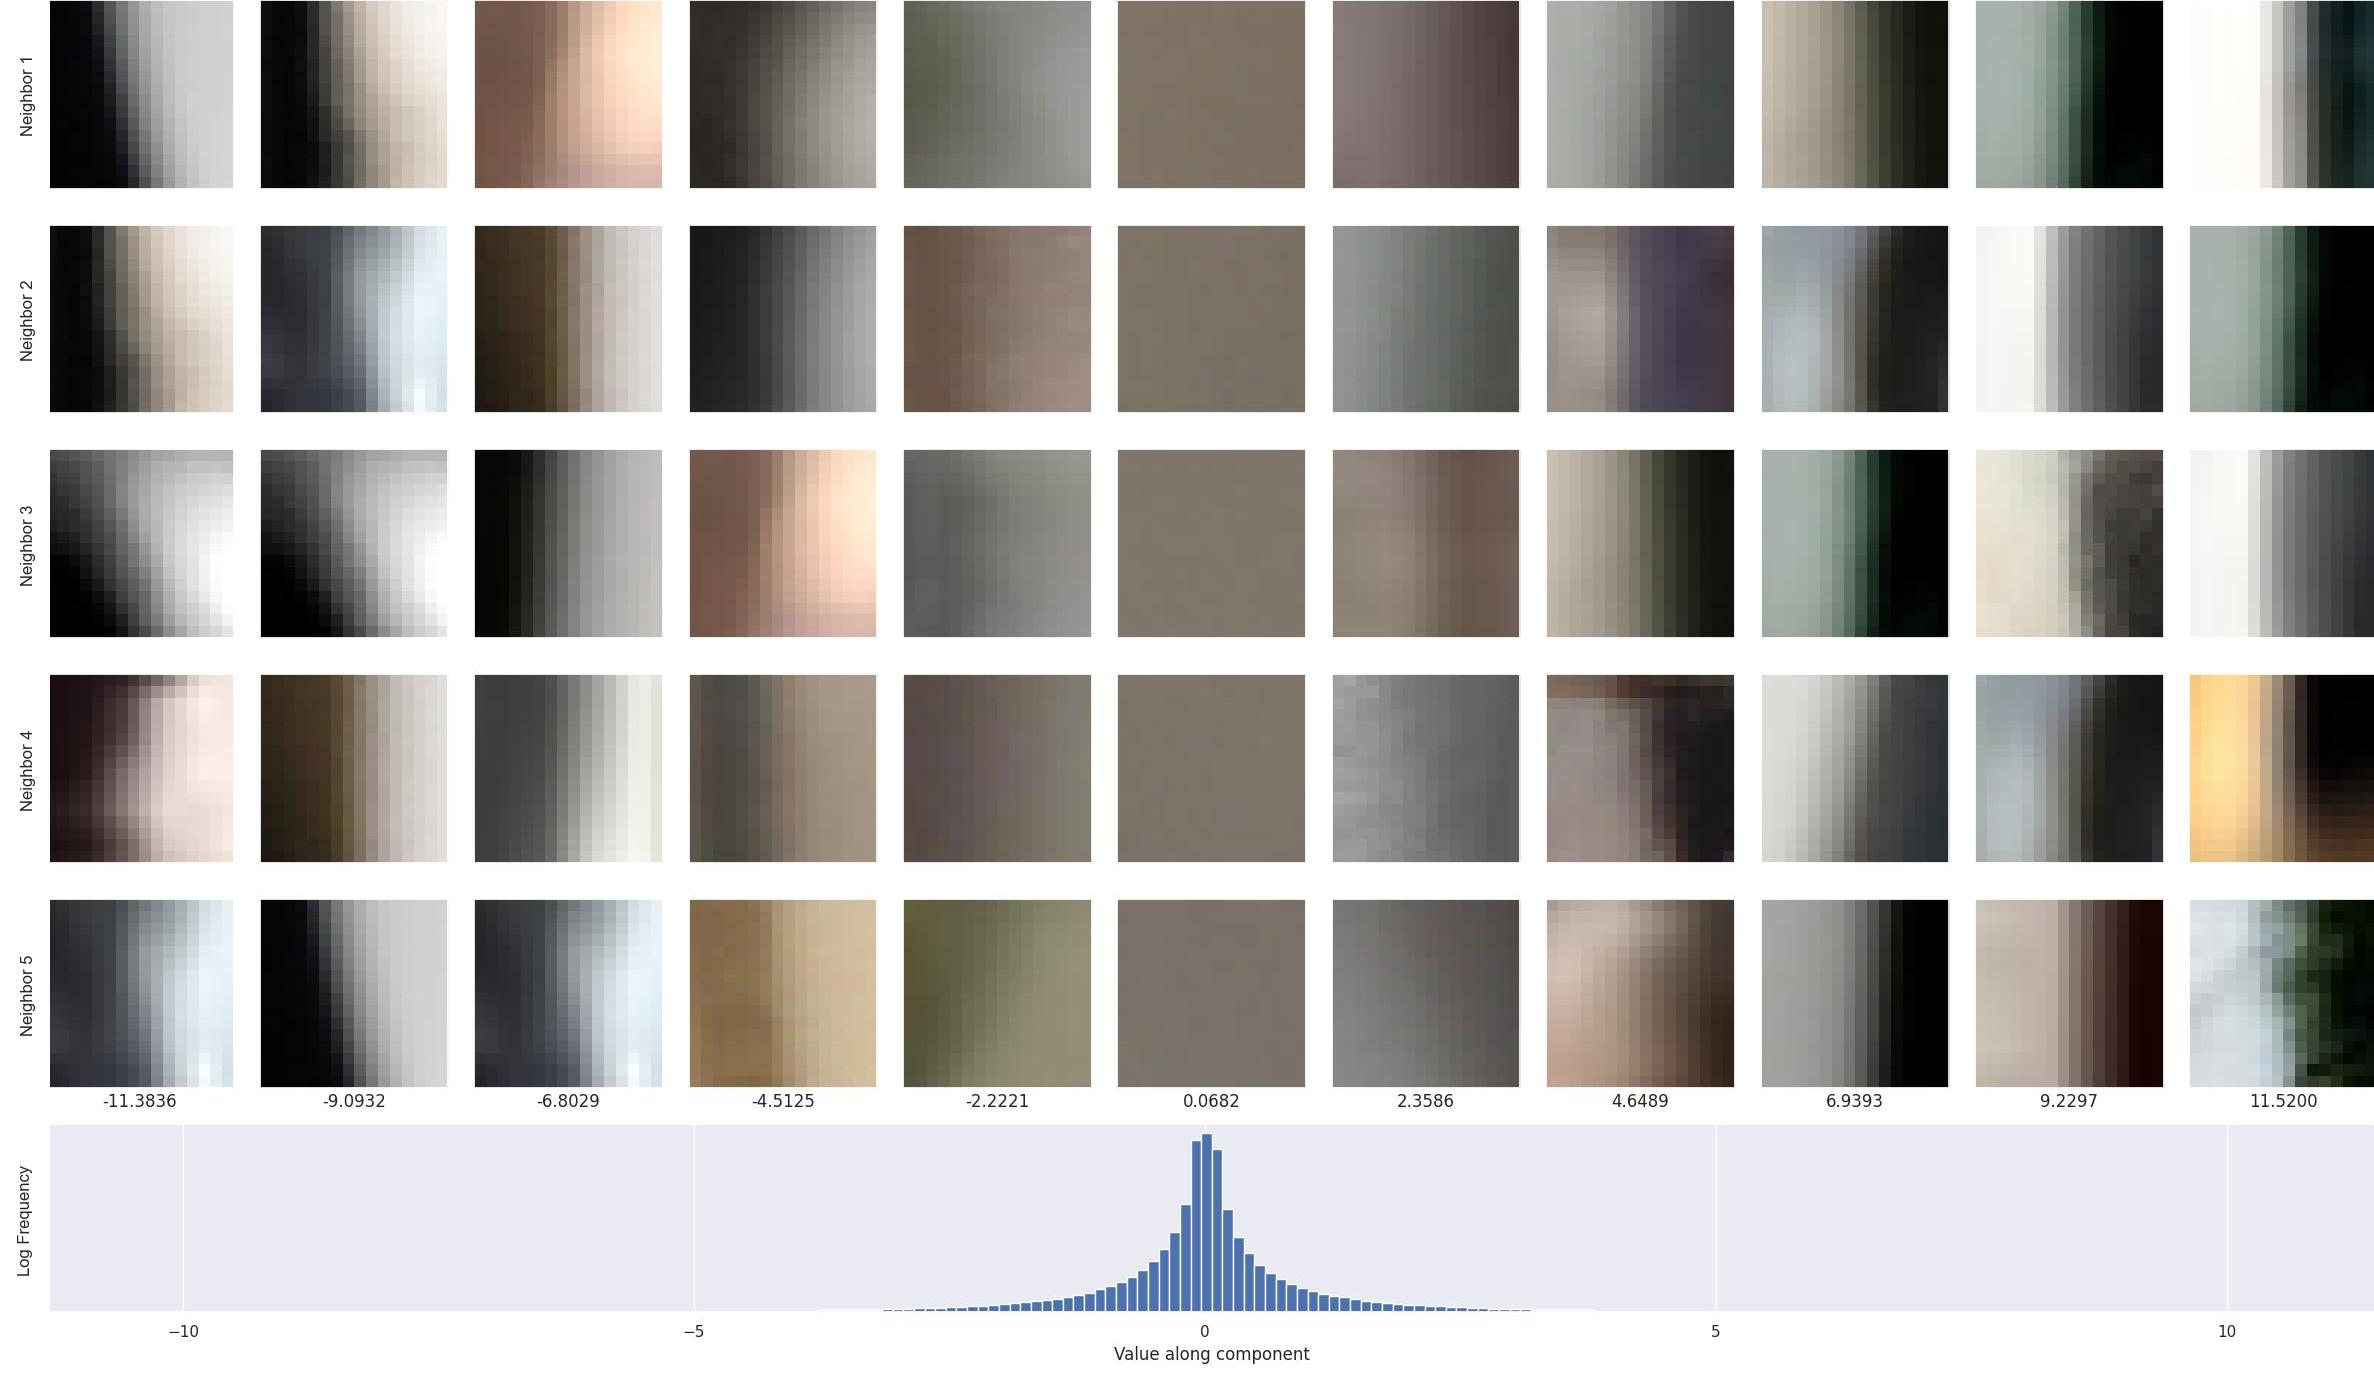 Neighbor 1
Neighbor 2
Neighbor 3
Neighbor 4
Neighbor 5
-11.3836 -9.0932 -6.8029 -4.5125 -2.2221 0.0682 2.3586 4.6489 6.9393 9.2297 11.5200
Log Frequency
−10 −5 0 5 10
Value along component